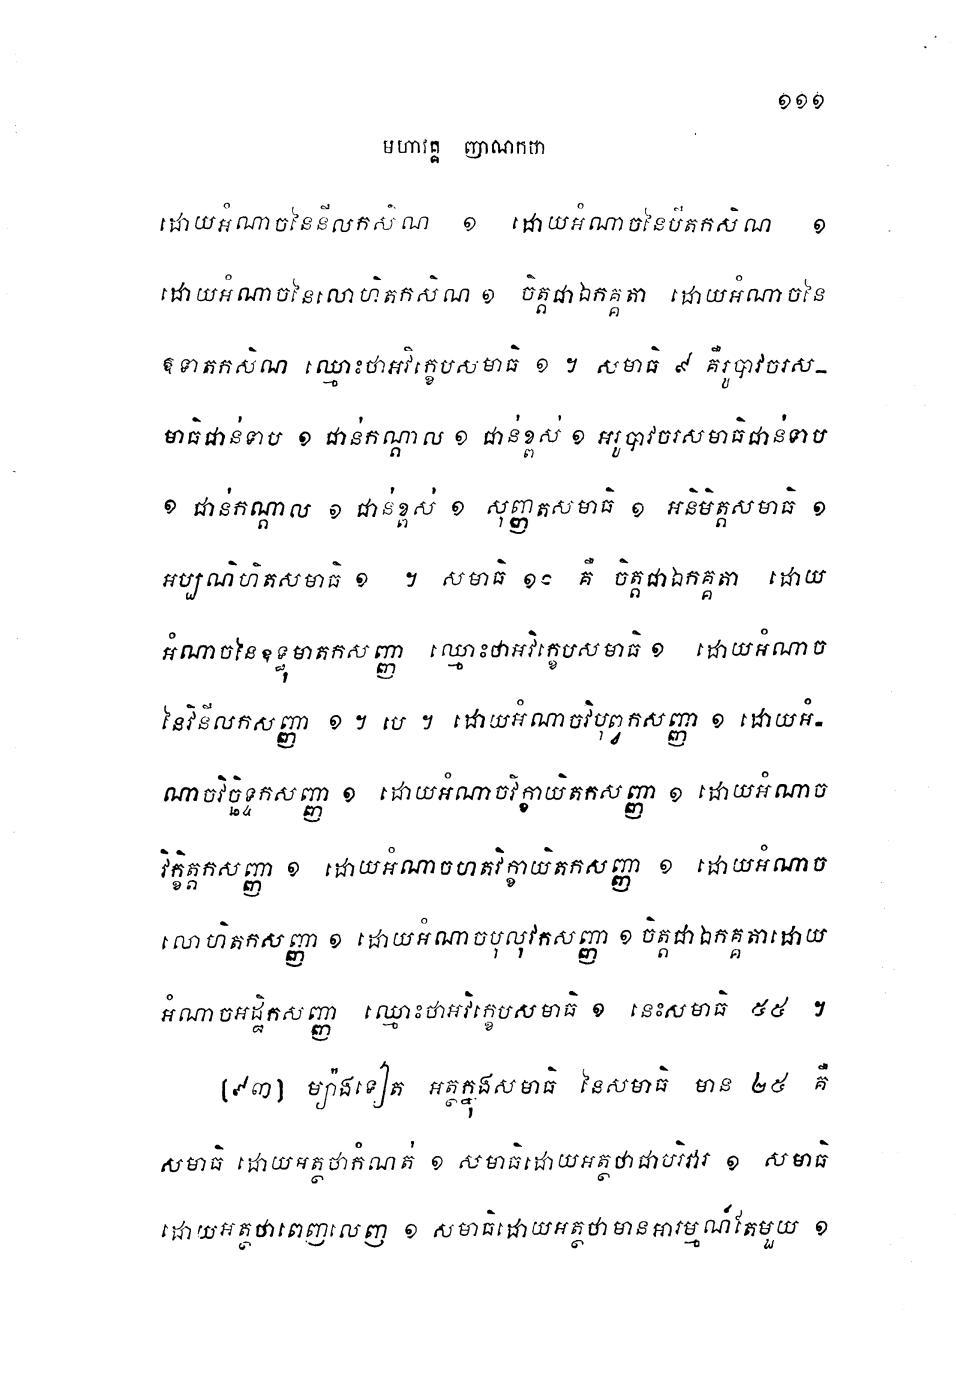 ១១១
មហាវគ្គ ញាណកថា
ដោយអំណាចនៃនីលកសិណ ១ ដោយអំណាចនៃបីតកសិណ ១
ដោយអំណាចនៃលោហិតកសិណ ១ ចិត្តជាឯកគ្គតា ដោយអំណាចនៃ
ឱទាតកសិណ ឈ្មោះថាអវិក្ខេបសមាធិ ១ ។ សមាធិ ៩ គឺរូបាវចរស-
មាធិជាន់ទាប ១ ជាន់កណ្តាល ១ ជាន់ខ្ពស់ ១ អរូបាវចរសមាធិជាន់ទាប
១ ជាន់កណ្តាល ១ ជាន់ខ្ពស់ ១ សុញ្ញតសមាធិ ១ អនិមិត្តសមាធិ ១
អប្បណិហិតសមាធិ ១ ។ សមាធិ ១០ គឺ ចិត្តជាឯកគ្គតា ដោយ
អំណាចនៃឧទ្ធុមាតកសញ្ញា ឈ្មោះថាអវិក្ខេបសមាធិ ១ ដោយអំណាច
នៃវិនីលកសញ្ញា ១ ។ បេ ។ ដោយអំណាចវិបុព្វកសញ្ញា ១ ដោយអំ-
ណាចវិច្ឆិទ្ទកសញ្ញា ១ ដោយអំណាចវិក្ខាយិតកសញ្ញា ១ ដោយអំណាច
វិក្ខិត្តកសញ្ញា ១ ដោយអំណាចហតវិក្ខាយិតកសញ្ញា ១ ដោយអំណាច
លោហិតកសញ្ញា ១ ដោយអំណាចបុលុវកសញ្ញា ១ ចិត្តជាឯកគ្គតាដោយ
អំណាចអដ្ឋិកសញ្ញា ឈ្មោះថាអវិក្ខេបសមាធិ ១ នេះសមាធិ ៥៥ ។
[៩៣] ម្យ៉ាងទៀត អត្ថក្នុងសមាធិ នៃសមាធិ មាន ២៥ គឺ
សមាធិ ដោយអត្ថថាកំណត់ ១ សមាធិដោយអត្ថថាជាបរិវារ ១ សមាធិ
ដោយអត្ថថាពេញលេញ ១ សមាធិដោយអត្ថថាមានអារម្មណ៍តែមួយ ១